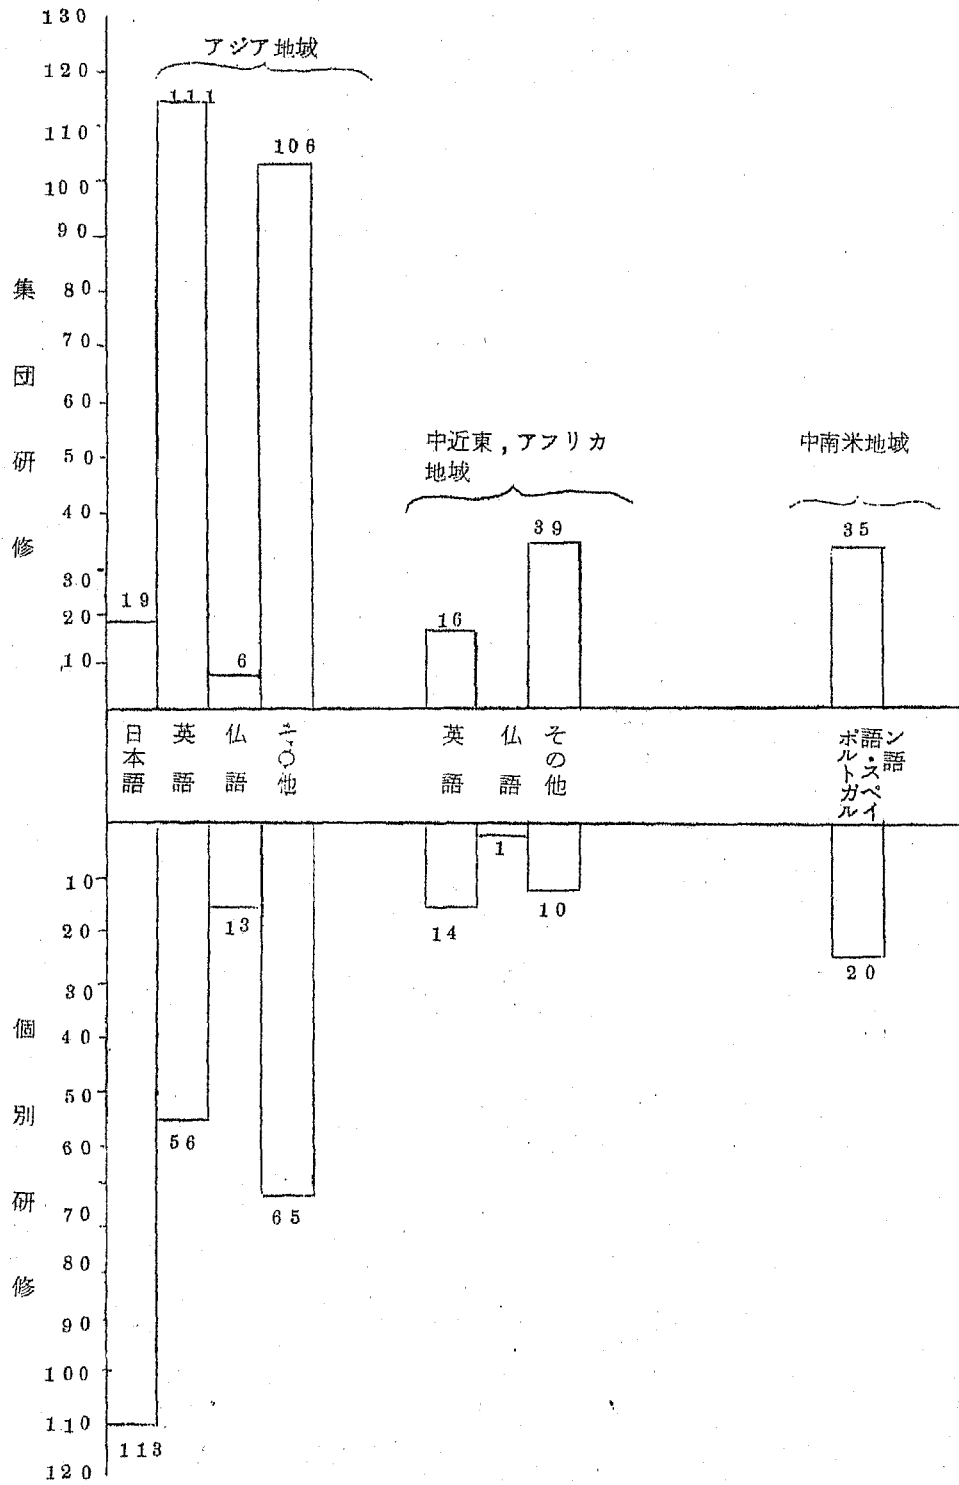 130
アジア地域
120
111
110
106
100
90
集団研修
80
70
60
50
中近東,アフリカ
地域
中南米地域
40
39
35
30
19
20
16
10
6
日本語
英語
仏語
その他
英語
仏語
その他
ポルトガル
語・スペイ
ン語
個別研修
10
1
13
14
10
20
20
30
40
50
56
60
65
70
80
90
100
110
113
120